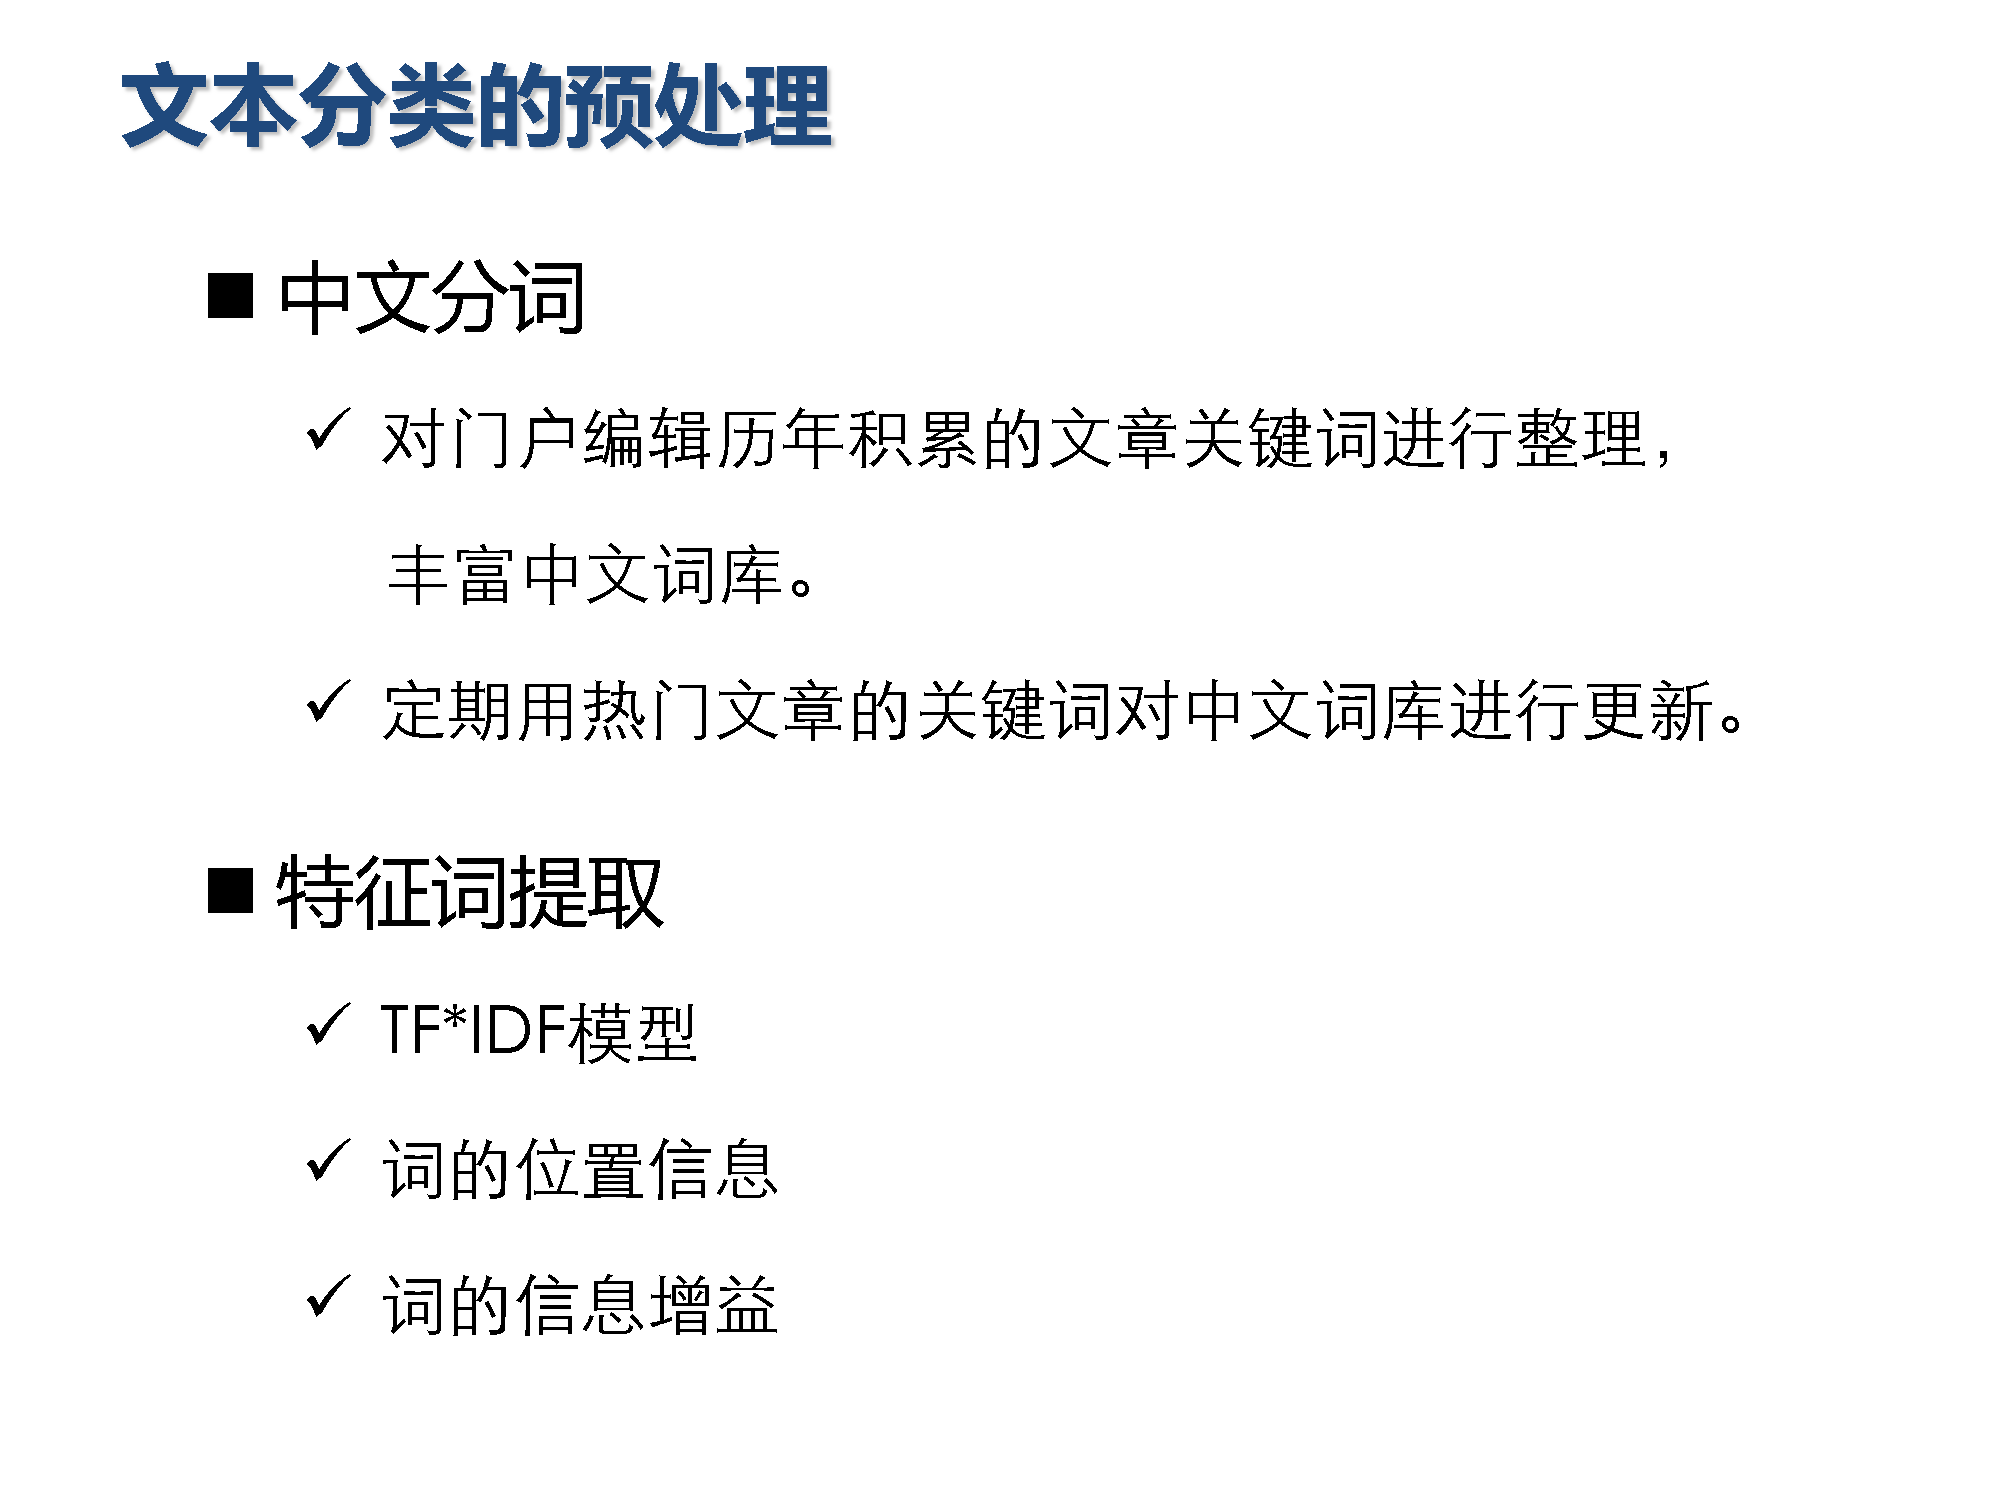 文本分类的预处理
■ 中文分词
✓ 对门户编辑历年积累的文章关键词进行整理，
丰富中文词库。
✓ 定期用热门文章的关键词对中文词库进行更新。
■ 特征词提取
✓ TF*IDF模型
✓ 词的位置信息
✓ 词的信息增益